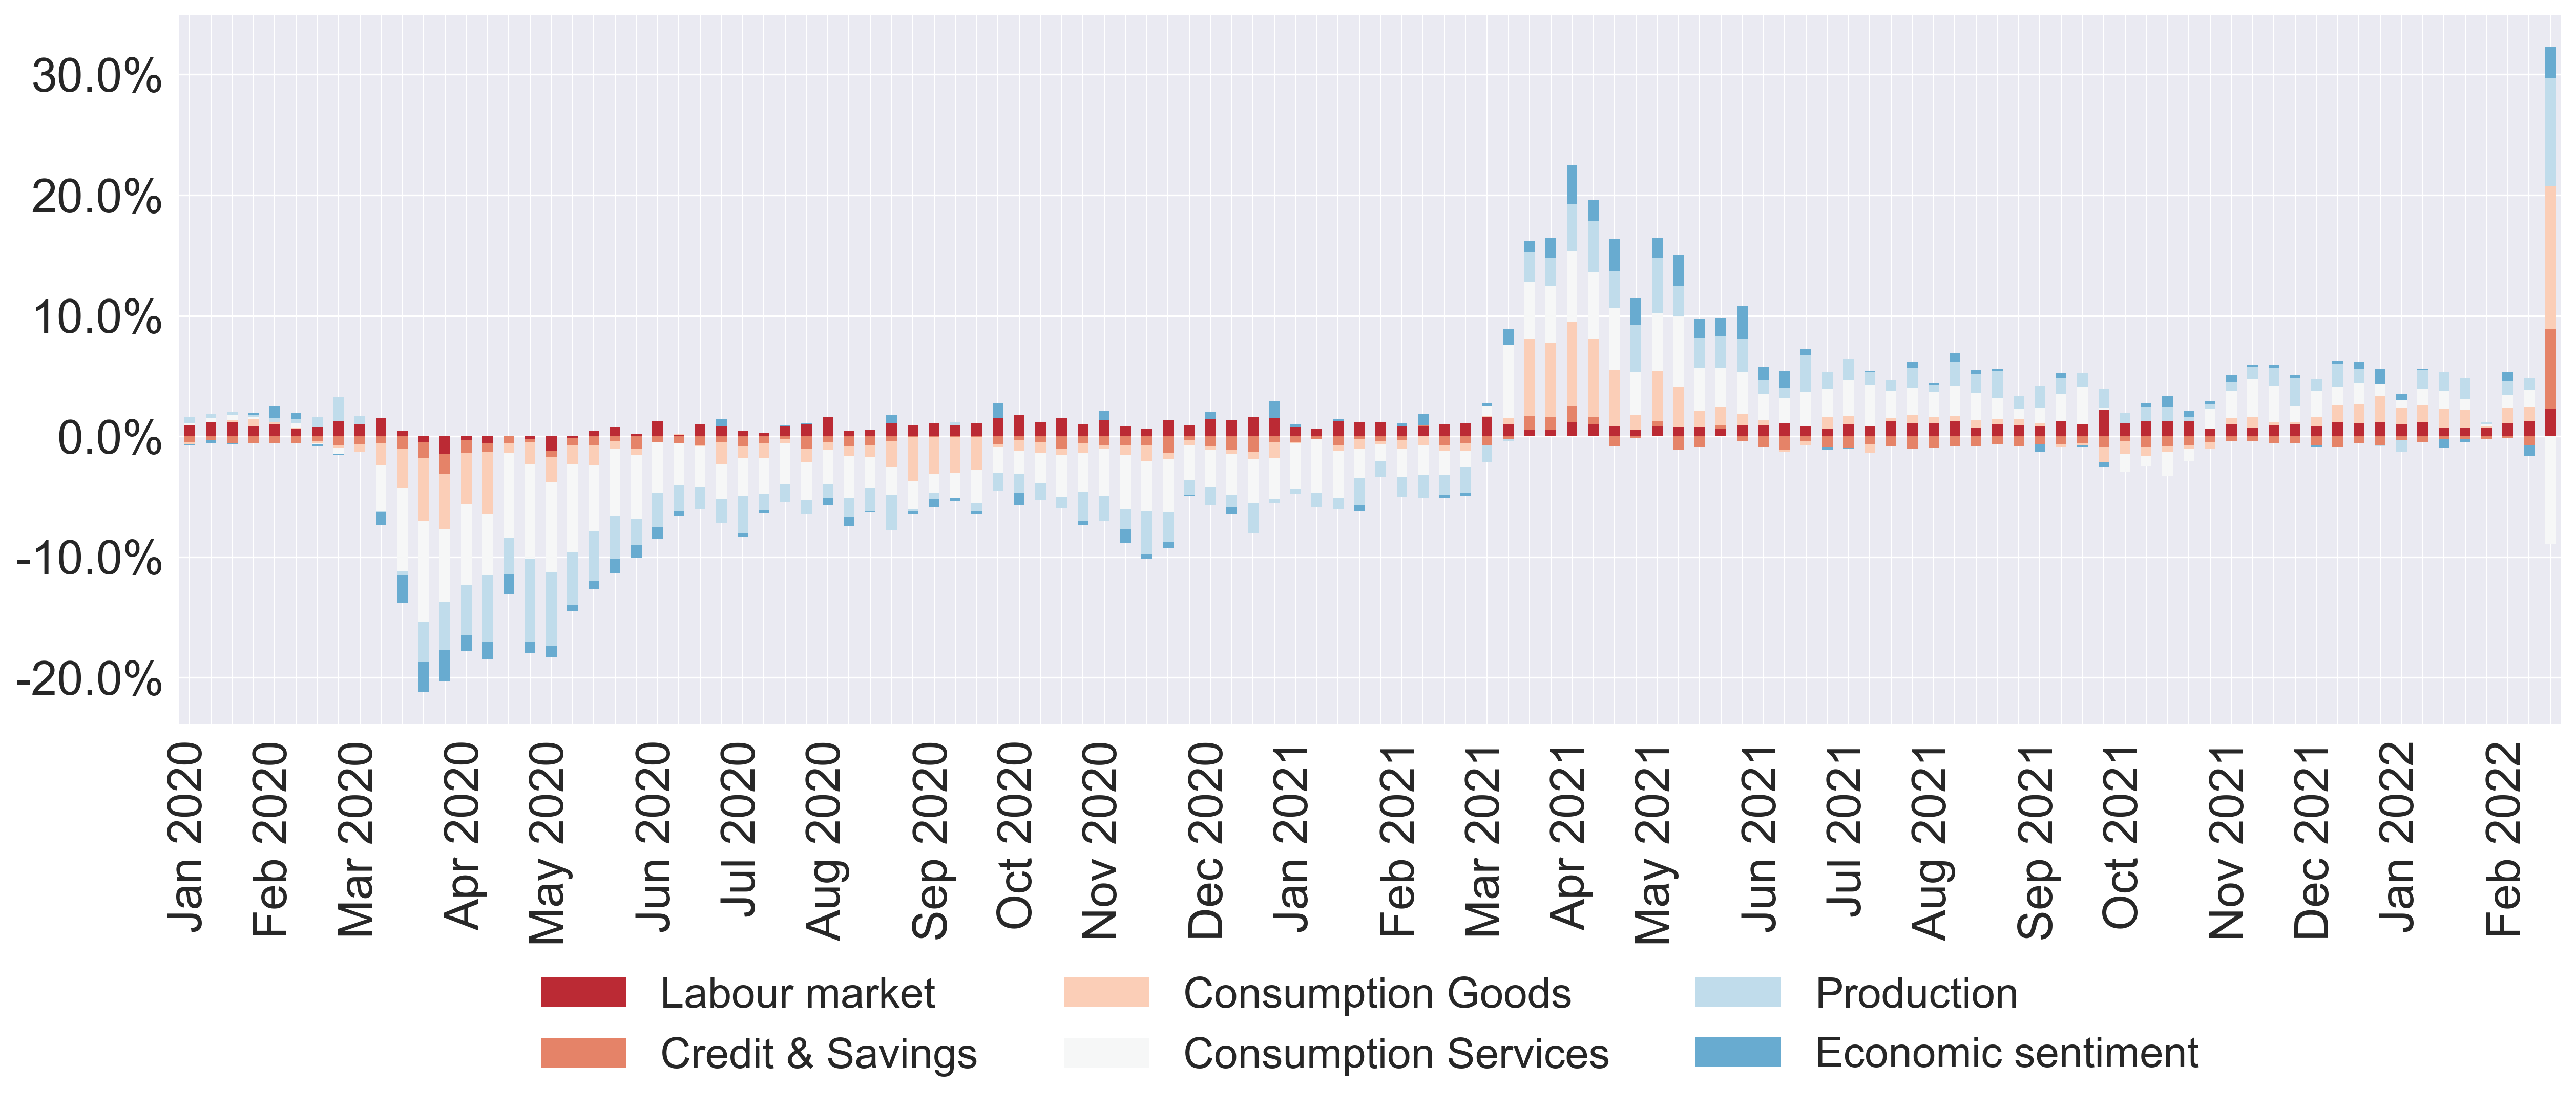 30.0%
20.0%
10.0%
0.0%
-10.0%
-20.0%
Jan 2020
Feb 2020
Mar 2020
Apr 2020
May 2020
Jun 2020
Jul 2020
Aug 2020
Sep 2020
Oct 2020
Nov 2020
Dec 2020
Jan 2021
Feb 2021
Mar 2021
Apr 2021
May 2021
Jun 2021
Jul 2021
Aug 2021
Sep 2021
Oct 2021
Nov 2021
Dec 2021
Jan 2022
Feb 2022
Labour market
Credit & Savings
Consumption Goods
Consumption Services
Production
Economic sentiment